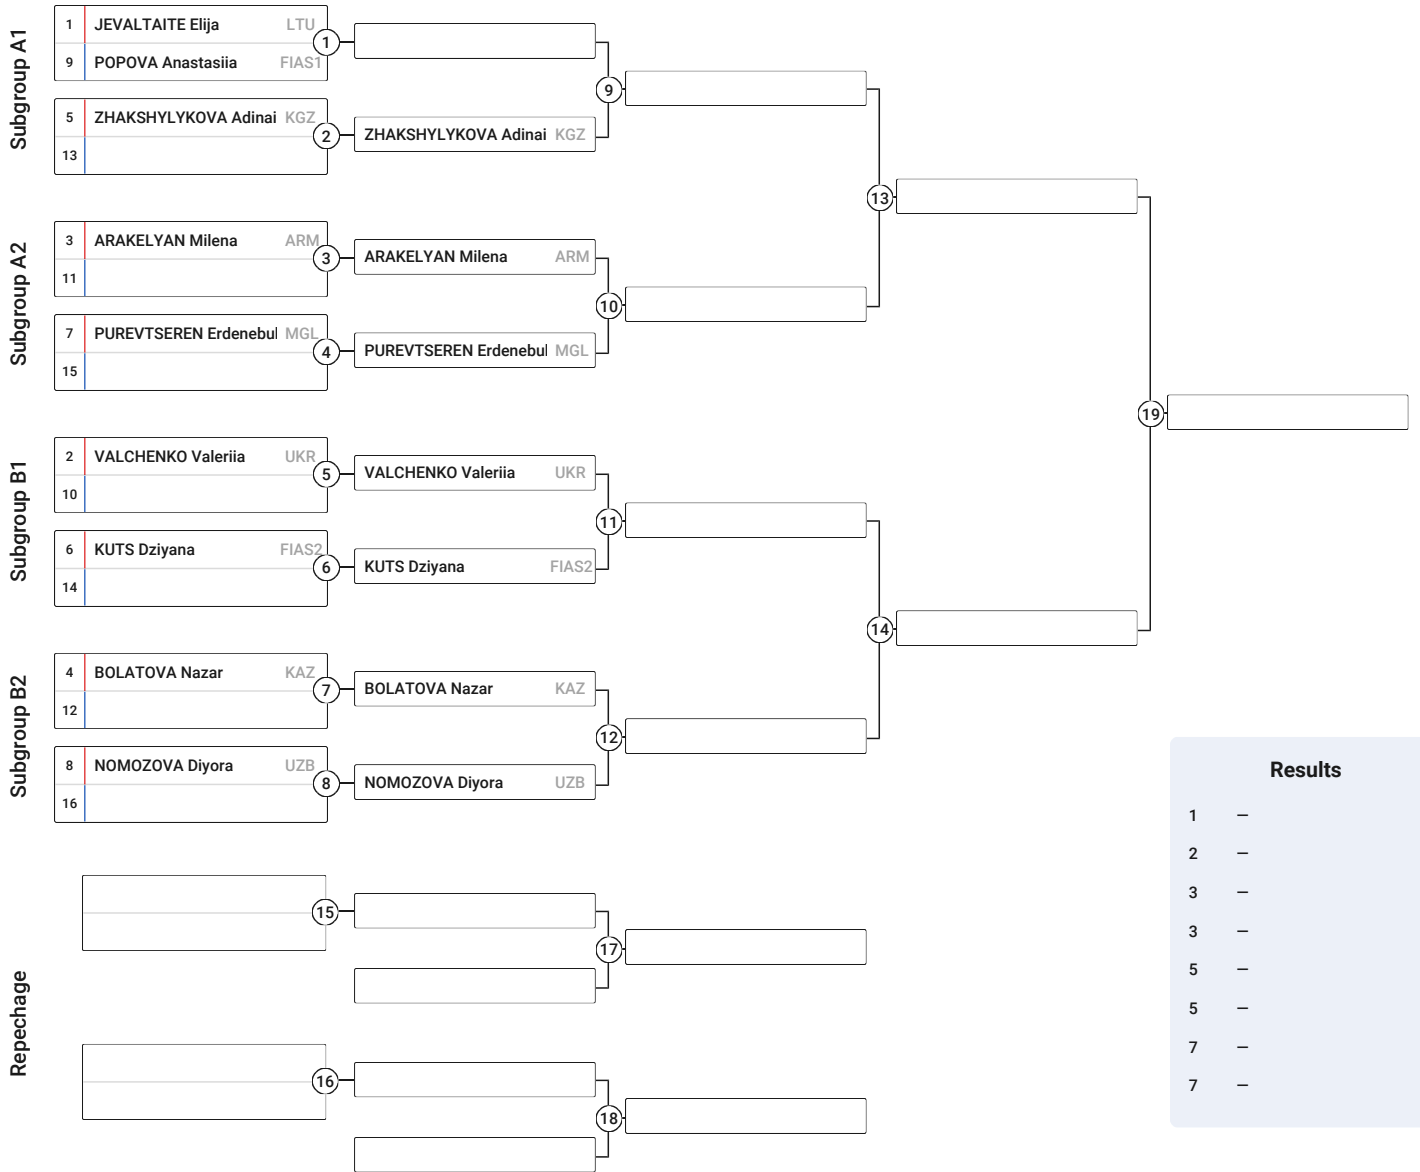 Subgroup A1
1 JEVALTAITE Elija LTU
9 POPOVA Anastasiia FIAS1
1
5 ZHAKSHYLYKOVA Adinai KGZ
13
2
ZHAKSHYLYKOVA Adinai KGZ
9
Subgroup A2
3 ARAKELYAN Milena ARM
11
3
ARAKELYAN Milena ARM
7 PUREVTSEREN Erdenebul MGL
15
4
PUREVTSEREN Erdenebul MGL
10
13
Subgroup B1
2 VALCHENKO Valeriia UKR
10
5
VALCHENKO Valeriia UKR
6 KUTS Dziyana FIAS2
14
6
KUTS Dziyana FIAS2
11
Subgroup B2
4 BOLATOVA Nazar KAZ
12
7
BOLATOVA Nazar KAZ
8 NOMOZOVA Diyora UZB
16
8
NOMOZOVA Diyora UZB
12
14
19
Repechage
15
17
16
18
Results
1 –
2 –
3 –
3 –
5 –
5 –
7 –
7 –